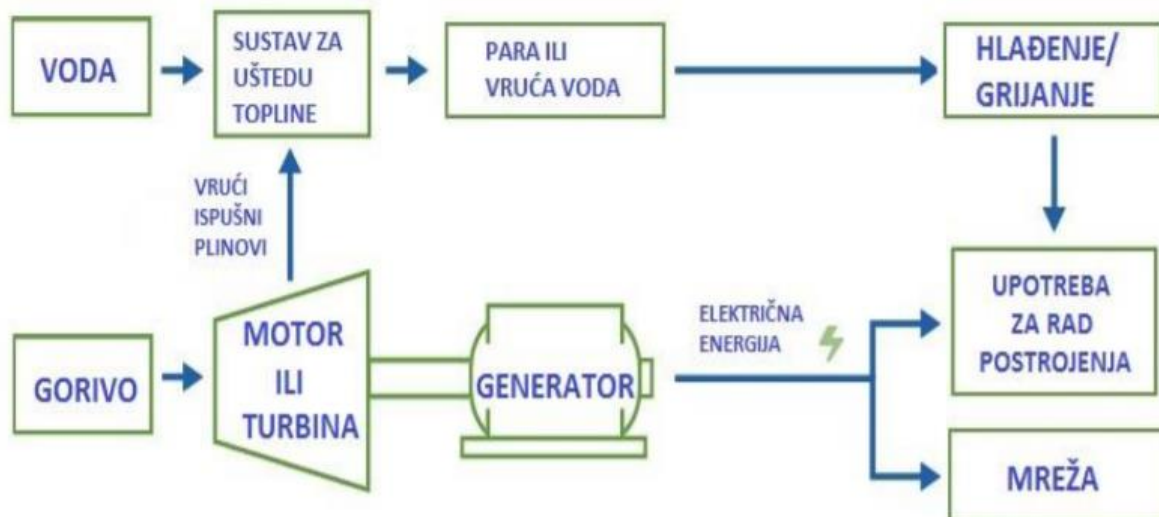 VODA
SUSTAV ZA
UŠTEDU
TOPLINE
PARA ILI
VRUĆA VODA
HLAĐENJE/
GRIJANJE
VRUĆI
ISPUŠNI
PLINOVI
GORIVO
MOTOR
ILI
TURBINA
GENERATOR
ELEKTRIČNA
ENERGIJA
UPOTREBA
ZA RAD
POSTROJENJA
MREŽA